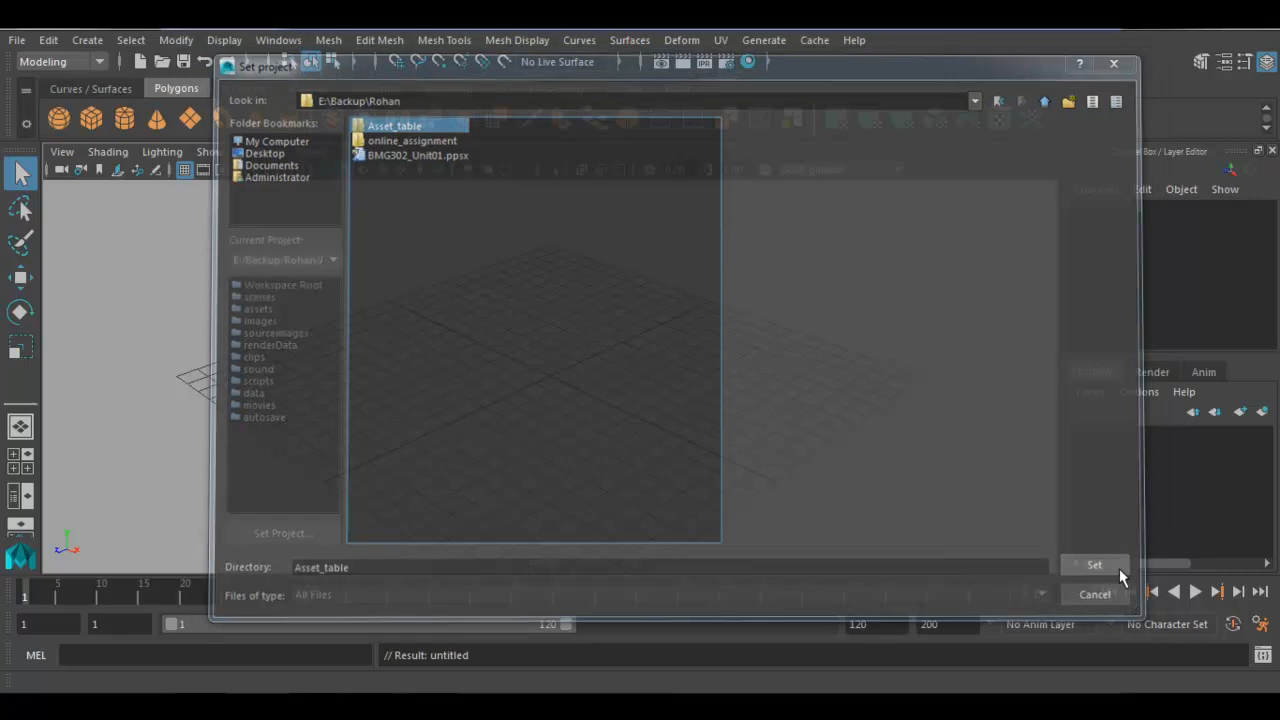 File Edit Create Select Modify Display Windows Mesh Edit Mesh Mesh Tools Mesh Display Curves Surfaces Deform UV Generate Cache Help
Modeling
No Live Surface
Set project
Look in: E:\Backup\Rohan
Curves / Surfaces Polygons
Folder Bookmarks:
My Computer
Desktop
Documents
Administrator
Asset_table
online_assignment
BMG302_Unit01.ppsx
View Shading Lighting
Box / Layer Editor
Edit Object Show
Current Project:
E:/Backup/Rohan/
Workspace Root
scenes
assets
images
sourceimages
renderData
clips
sound
scripts
data
movies
autosave
Render Anim
Options Help
Set Project...
Directory: Asset_table
Set
Files of type: All Files
Cancel
5 10 15 20
1
1 1 1 120 120 200 No Anim Layer No Character Set
MEL // Result: untitled